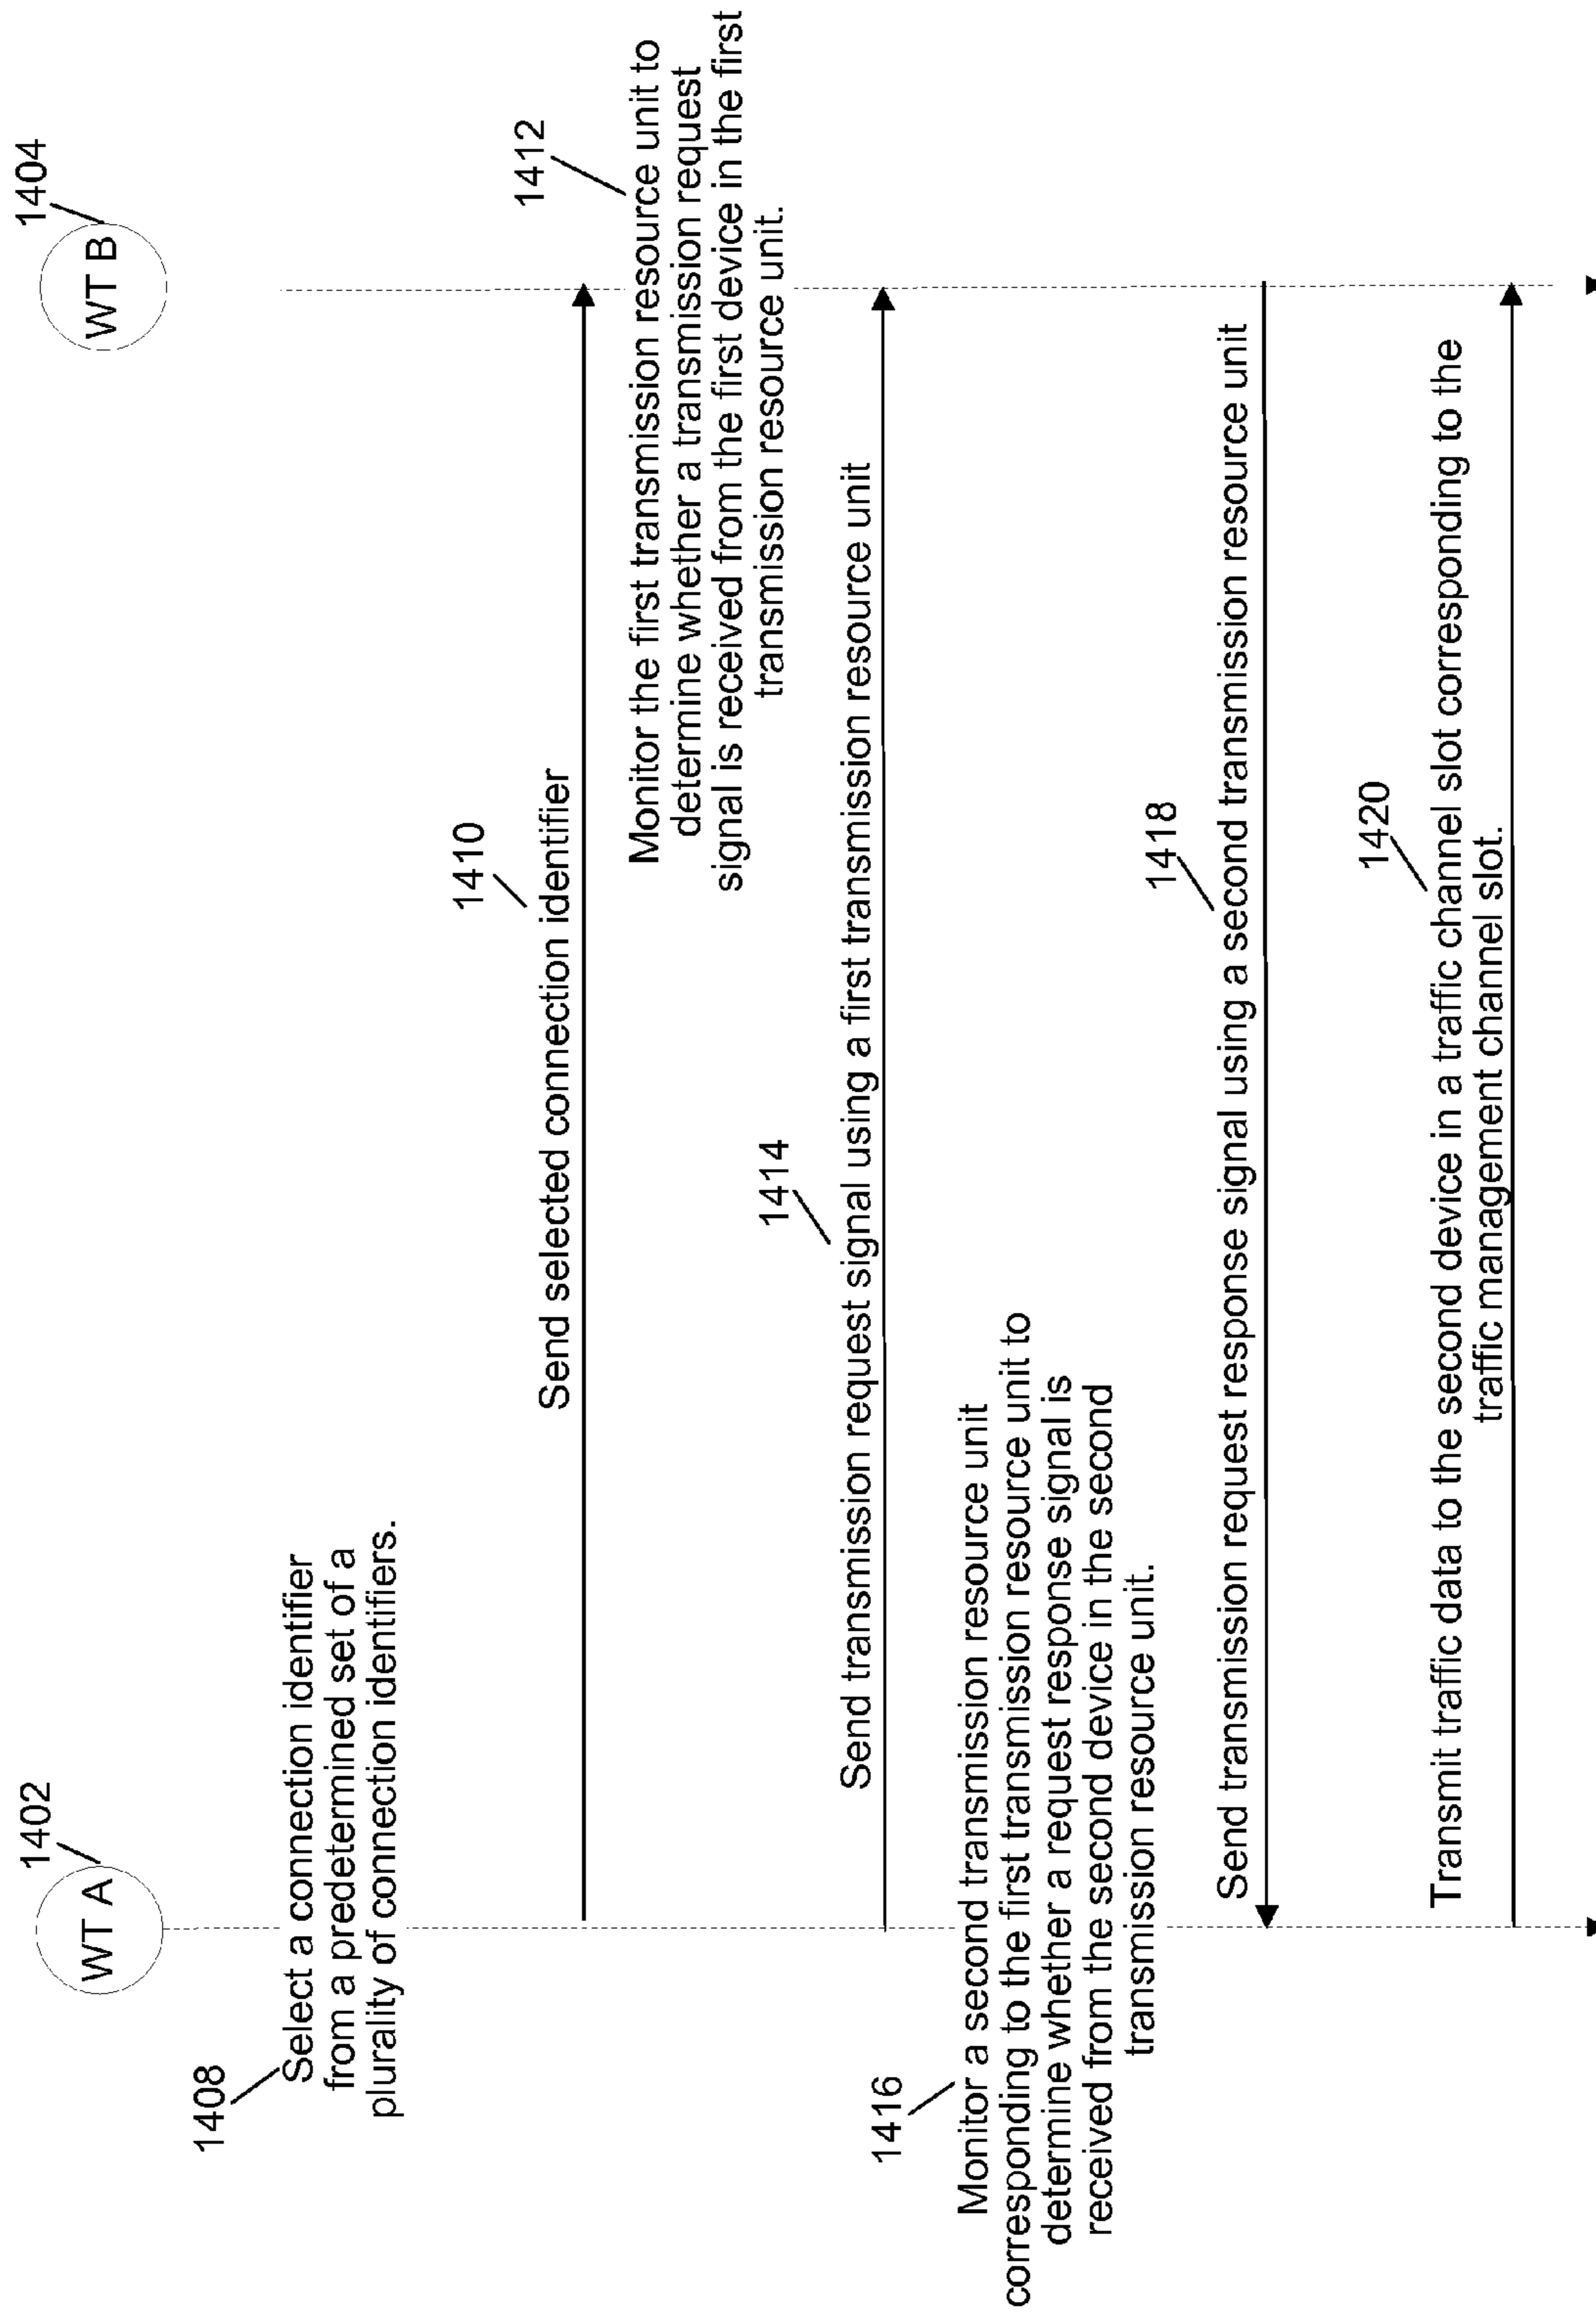 1402
WT A
1404
WT B
1408
Select a connection identifier
from a predetermined set of a
plurality of connection identifiers.
1410
Send selected connection identifier
1412
Monitor the first transmission resource unit to
determine whether a transmission request
signal is received from the first device in the first
transmission resource unit.
1414
Send transmission request signal using a first transmission resource unit
1416
Monitor a second transmission resource unit
corresponding to the first transmission resource unit to
determine whether a request response signal is
received from the second device in the second
transmission resource unit.
1418
Send transmission request response signal using a second transmission resource unit
1420
Transmit traffic data to the second device in a traffic channel slot corresponding to the
traffic management channel slot.